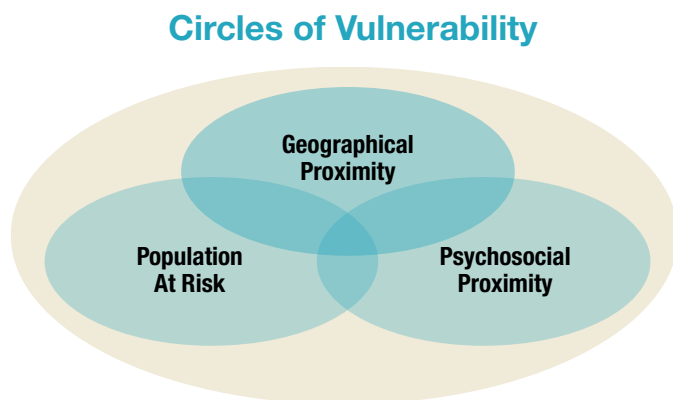 Circles of Vulnerability
Geographical
Proximity
Population
At Risk
Psychosocial
Proximity